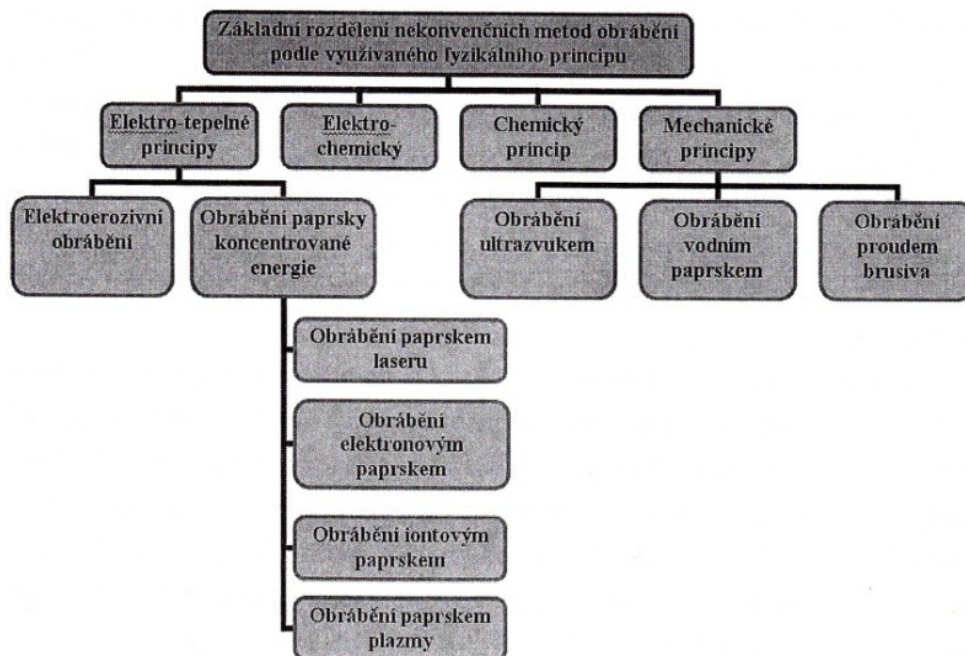 Základní rozdělení nekonvenčních metod obrábění
podle využívaného fyzikálního principu
Elektro-tepelné
principy
Elektro-
chemický
Chemický
princip
Mechanické
principy
Elektroerozivní
obrábění
Obrábění paprsky
koncentrované
energie
Obrábění
ultrazvukem
Obrábění
vodním
paprskem
Obrábění
proudem
brusiva
Obrábění paprskem
laseru
Obrábění
elektronovým
paprskem
Obrábění iontovým
paprskem
Obrábění paprskem
plazmy